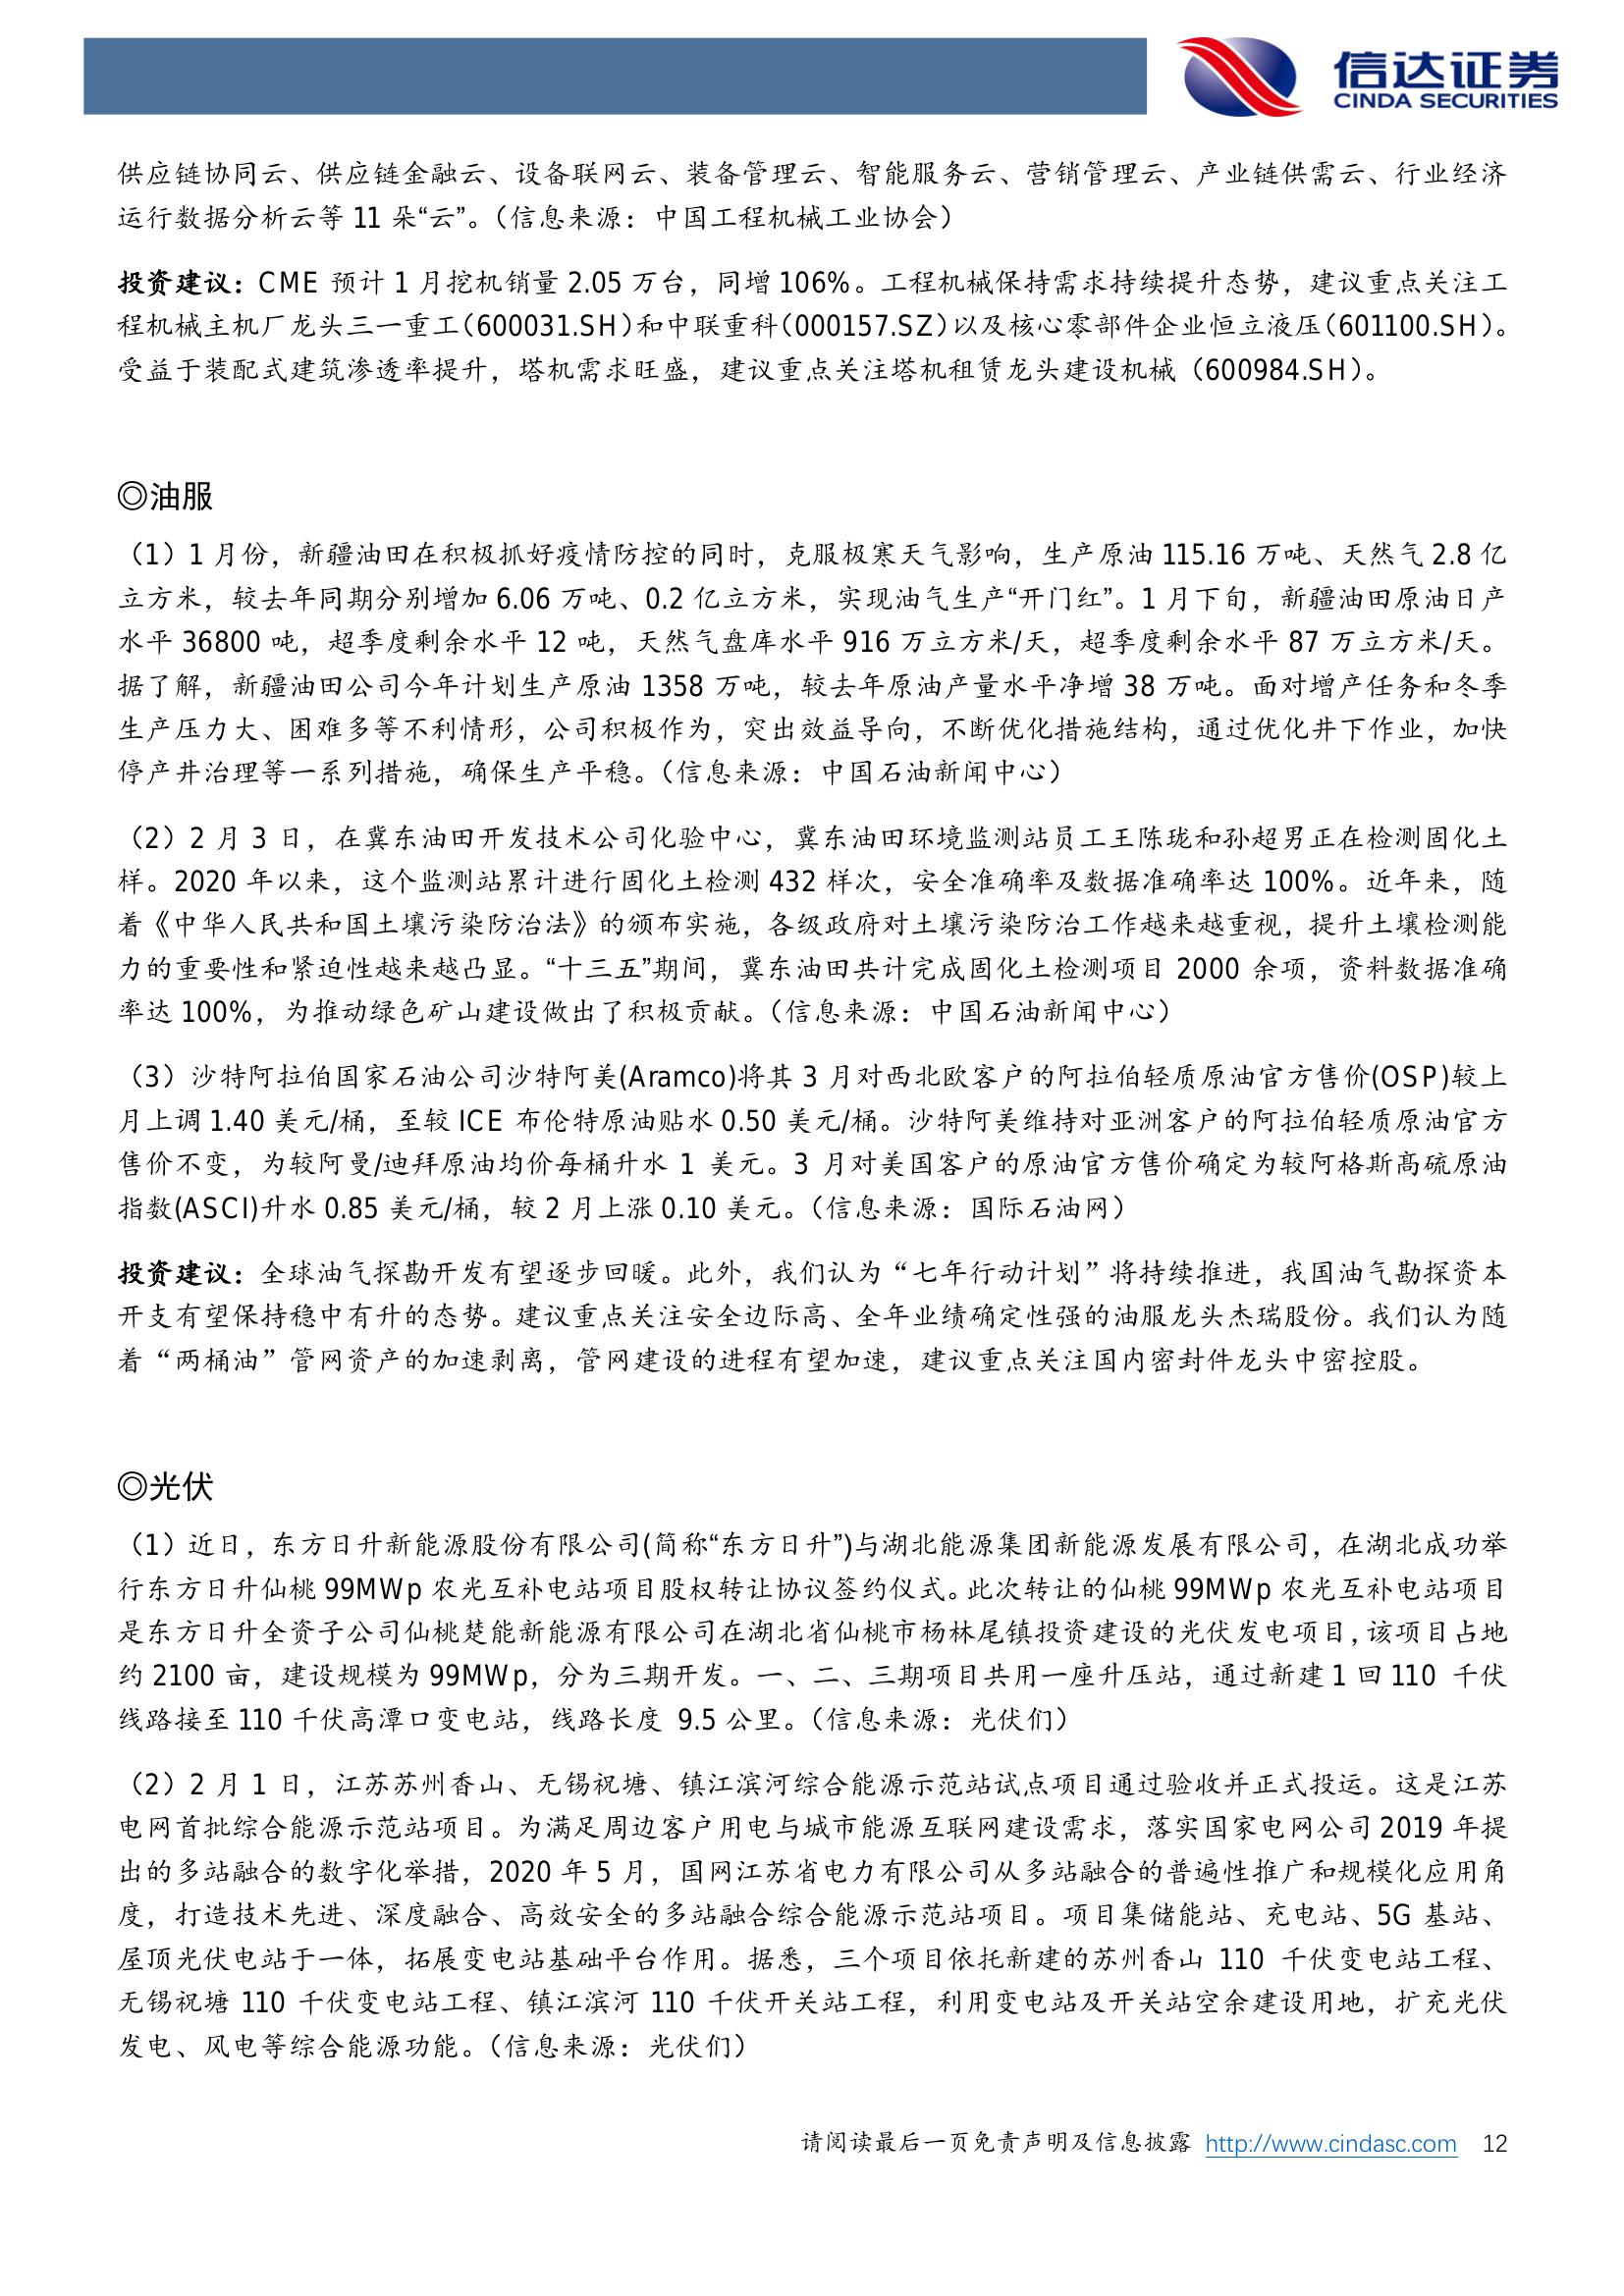 信达证券
CINDA SECURITIES
供应链协同云、供应链金融云、设备联网云、装备管理云、智能服务云、营销管理云、产业链供需云、行业经济
运行数据分析云等 11 朵“云”。（信息来源：中国工程机械工业协会）
投资建议：CME 预计 1 月挖机销量 2.05 万台，同增 106%。工程机械保持需求持续提升态势，建议重点关注工
程机械主机厂龙头三一重工（600031.SH）和中联重科（000157.SZ）以及核心零部件企业恒立液压（601100.SH）。
受益于装配式建筑渗透率提升，塔机需求旺盛，建议重点关注塔机租赁龙头建设机械（600984.SH）。
◎油服
（1）1 月份，新疆油田在积极抓好疫情防控的同时，克服极寒天气影响，生产原油 115.16 万吨、天然气 2.8 亿
立方米，较去年同期分别增加 6.06 万吨、0.2 亿立方米，实现油气生产“开门红”。1 月下旬，新疆油田原油日产
水平 36800 吨，超季度剩余水平 12 吨，天然气盘库水平 916 万立方米/天，超季度剩余水平 87 万立方米/天。
据了解，新疆油田公司今年计划生产原油 1358 万吨，较去年原油产量水平净增 38 万吨。面对增产任务和冬季
生产压力大、困难多等不利情形，公司积极作为，突出效益导向，不断优化措施结构，通过优化井下作业，加快
停产井治理等一系列措施，确保生产平稳。（信息来源：中国石油新闻中心）
（2）2 月 3 日，在冀东油田开发技术公司化验中心，冀东油田环境监测站员工王陈珑和孙超男正在检测固化土
样。2020 年以来，这个监测站累计进行固化土检测 432 样次，安全准确率及数据准确率达 100%。近年来，随
着《中华人民共和国土壤污染防治法》的颁布实施，各级政府对土壤污染防治工作越来越重视，提升土壤检测能
力的重要性和紧迫性越来越凸显。“十三五”期间，冀东油田共计完成固化土检测项目 2000 余项，资料数据准确
率达 100%，为推动绿色矿山建设做出了积极贡献。（信息来源：中国石油新闻中心）
（3）沙特阿拉伯国家石油公司沙特阿美(Aramco)将其 3 月对西北欧客户的阿拉伯轻质原油官方售价(OSP)较上
月上调 1.40 美元/桶，至较 ICE 布伦特原油贴水 0.50 美元/桶。沙特阿美维持对亚洲客户的阿拉伯轻质原油官方
售价不变，为较阿曼/迪拜原油均价每桶升水 1 美元。3 月对美国客户的原油官方售价确定为较阿格斯高硫原油
指数(ASCI)升水 0.85 美元/桶，较 2 月上涨 0.10 美元。（信息来源：国际石油网）
投资建议：全球油气探勘开发有望逐步回暖。此外，我们认为“七年行动计划”将持续推进，我国油气勘探资本
开支有望保持稳中有升的态势。建议重点关注安全边际高、全年业绩确定性强的油服龙头杰瑞股份。我们认为随
着“两桶油”管网资产的加速剥离，管网建设的进程有望加速，建议重点关注国内密封件龙头中密控股。
◎光伏
（1）近日，东方日升新能源股份有限公司(简称“东方日升”)与湖北能源集团新能源发展有限公司，在湖北成功举
行东方日升仙桃 99MWp 农光互补电站项目股权转让协议签约仪式。此次转让的仙桃 99MWp 农光互补电站项目
是东方日升全资子公司仙桃楚能新能源有限公司在湖北省仙桃市杨林尾镇投资建设的光伏发电项目，该项目占地
约 2100 亩，建设规模为 99MWp，分为三期开发。一、二、三期项目共用一座升压站，通过新建 1 回 110 千伏
线路接至 110 千伏高潭口变电站，线路长度 9.5 公里。（信息来源：光伏们）
（2）2 月 1 日，江苏苏州香山、无锡祝塘、镇江滨河综合能源示范站试点项目通过验收并正式投运。这是江苏
电网首批综合能源示范站项目。为满足周边客户用电与城市能源互联网建设需求，落实国家电网公司 2019 年提
出的多站融合的数字化举措，2020 年 5 月，国网江苏省电力有限公司从多站融合的普遍性推广和规模化应用角
度，打造技术先进、深度融合、高效安全的多站融合综合能源示范站项目。项目集储能站、充电站、5G 基站、
屋顶光伏电站于一体，拓展变电站基础平台作用。据悉，三个项目依托新建的苏州香山 110 千伏变电站工程、
无锡祝塘 110 千伏变电站工程、镇江滨河 110 千伏开关站工程，利用变电站及开关站空余建设用地，扩充光伏
发电、风电等综合能源功能。（信息来源：光伏们）
请阅读最后一页免责声明及信息披露 http://www.cindasc.com 12